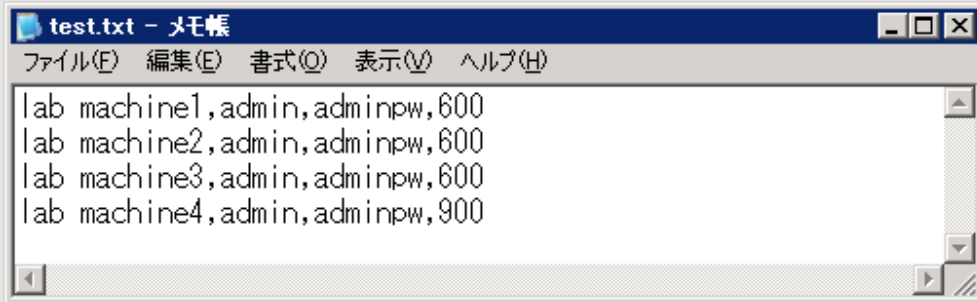 test.txt - メモ帳
ファイル(F) 編集(E) 書式(O) 表示(V) ヘルプ(H)
lab machine1,admin,adminpw,600
lab machine2,admin,adminpw,600
lab machine3,admin,adminpw,600
lab machine4,admin,adminpw,900